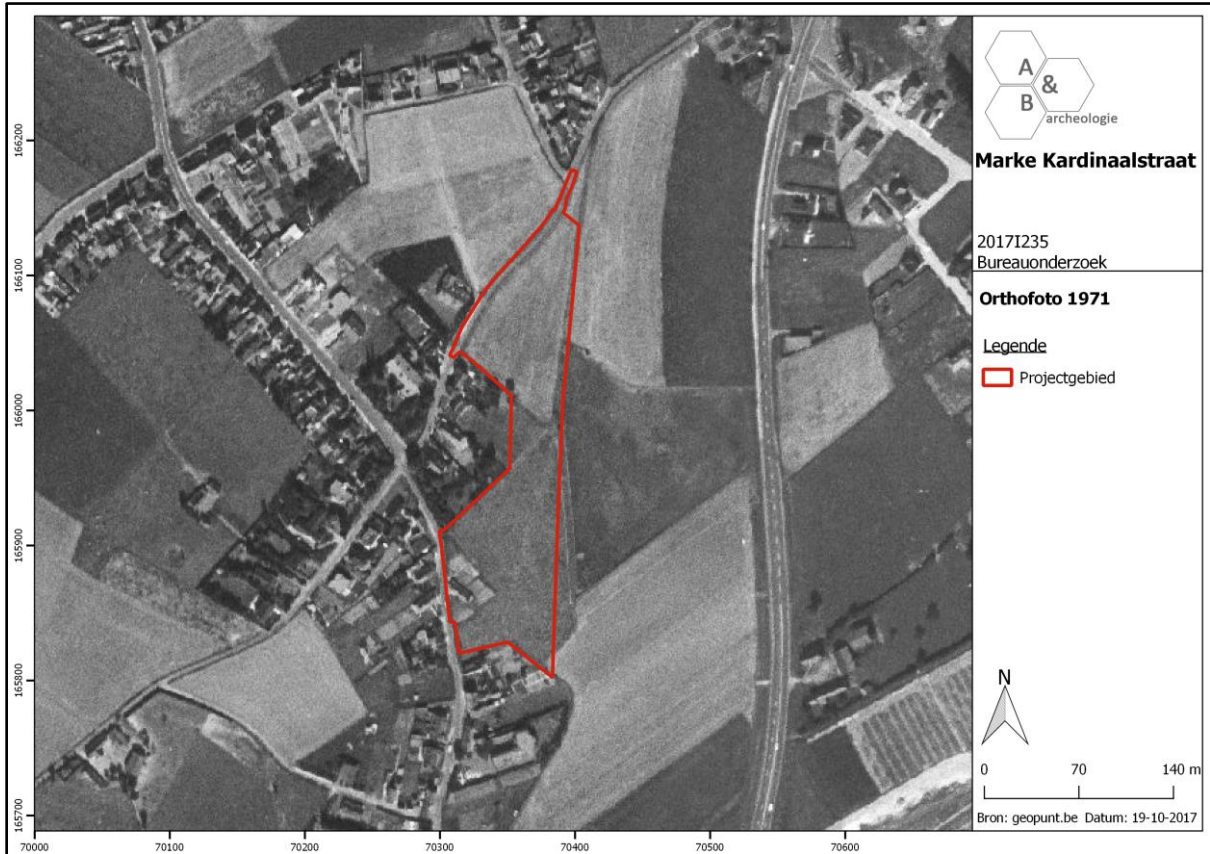 A
&
B
archeologie
Marke Kardinaalstraat
2017I235
Bureauonderzoek
Orthofoto 1971
Legende
Projectgebied
N
0 70 140 m
Bron: geopunt.be Datum: 19-10-2017
166200
166100
166000
165900
165800
165700
70000 70100 70200 70300 70400 70500 70600